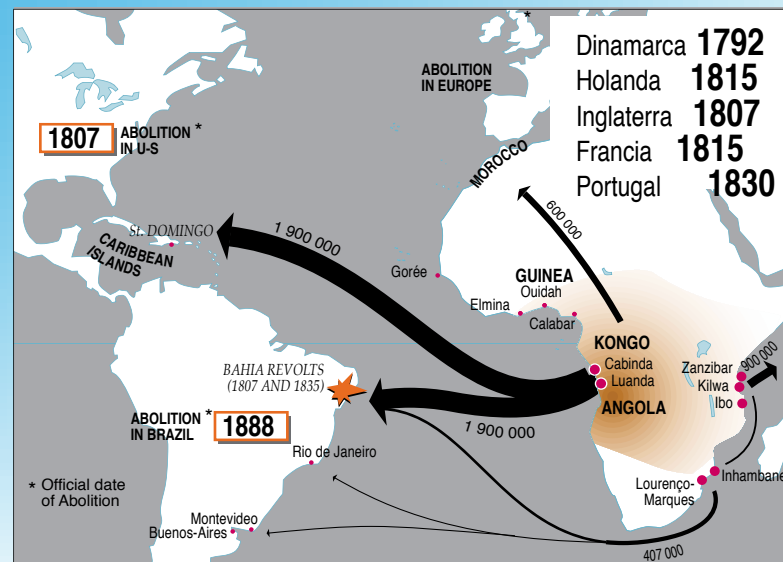 *
Dinamarca 1792
Holanda 1815
Inglaterra 1807
Francia 1815
Portugal 1830
ABOLITION
IN EUROPE
1807
ABOLITION *
IN U-S
MOROCCO
600 000
St. DOMINGO
1 900 000
CARIBBEAN
ISLANDS
Gorée
GUINEA
Ouidah
Elmina
Calabar
KONGO
Cabinda
Luanda
ANGOLA
Zanzibar
Kilwa
Ibo
900 000
BAHIA REVOLTS
(1807 AND 1835)
ABOLITION *
IN BRAZIL
1888
1 900 000
Rio de Janeiro
* Official date
of Abolition
Montevideo
Buenos-Aires
Lourenço-
Marques
Inhambane
407 000